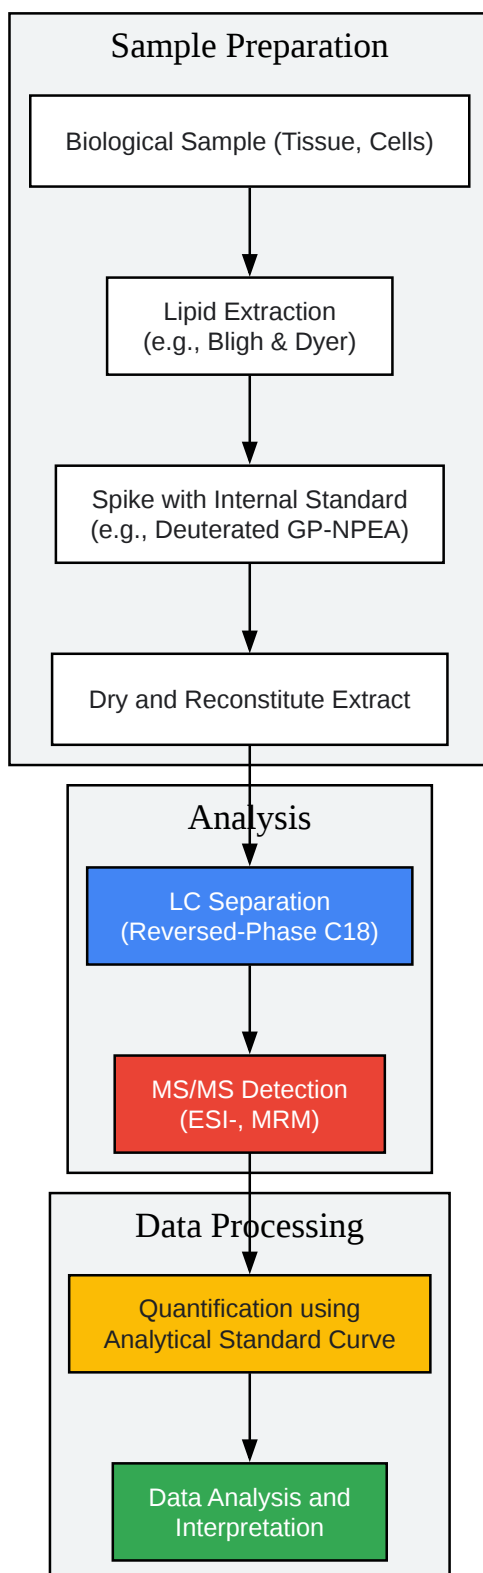 Sample Preparation
Biological Sample (Tissue, Cells)
Lipid Extraction
(e.g., Bligh & Dyer)
Spike with Internal Standard
(e.g., Deuterated GP-NPEA)
Dry and Reconstitute Extract
Analysis
LC Separation
(Reversed-Phase C18)
MS/MS Detection
(ESI-, MRM)
Data Processing
Quantification using
Analytical Standard Curve
Data Analysis and
Interpretation